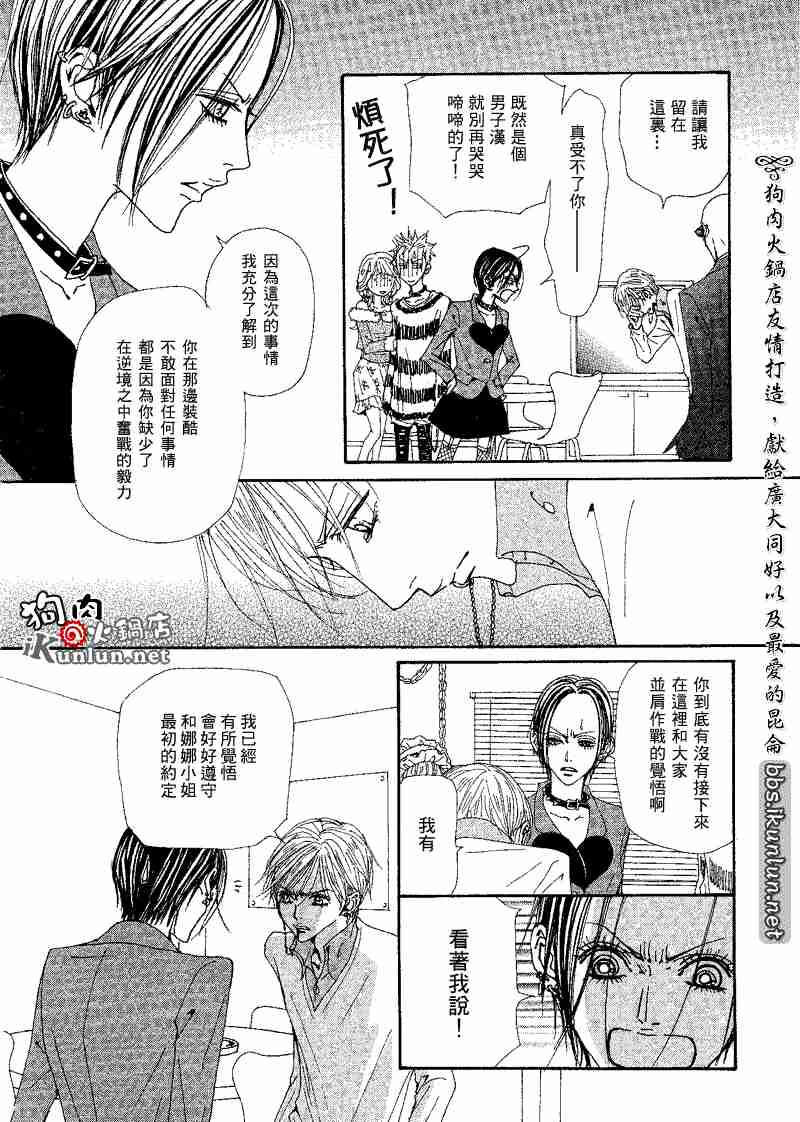 請讓我
留在
這裏…
真受不了你——
既然是個
男子漢
就別再哭哭
啼啼的了！
煩死了！
因為這次的事情
我充分了解到
你在那邊裝酷
不敢面對任何事情
都是因為你缺少了
在逆境之中奮戰的毅力
你到底有沒有接下來
在這裡和大家
並肩作戰的覺悟啊
我有
看著我說！
我已經
有所覺悟
會好好遵守
和娜娜小姐
最初的約定
狗肉火鍋店友情打造，獻給廣大同好以及最愛的昆侖
bbs.ikunlun.net
狗肉
火鍋店
iKunlun.net